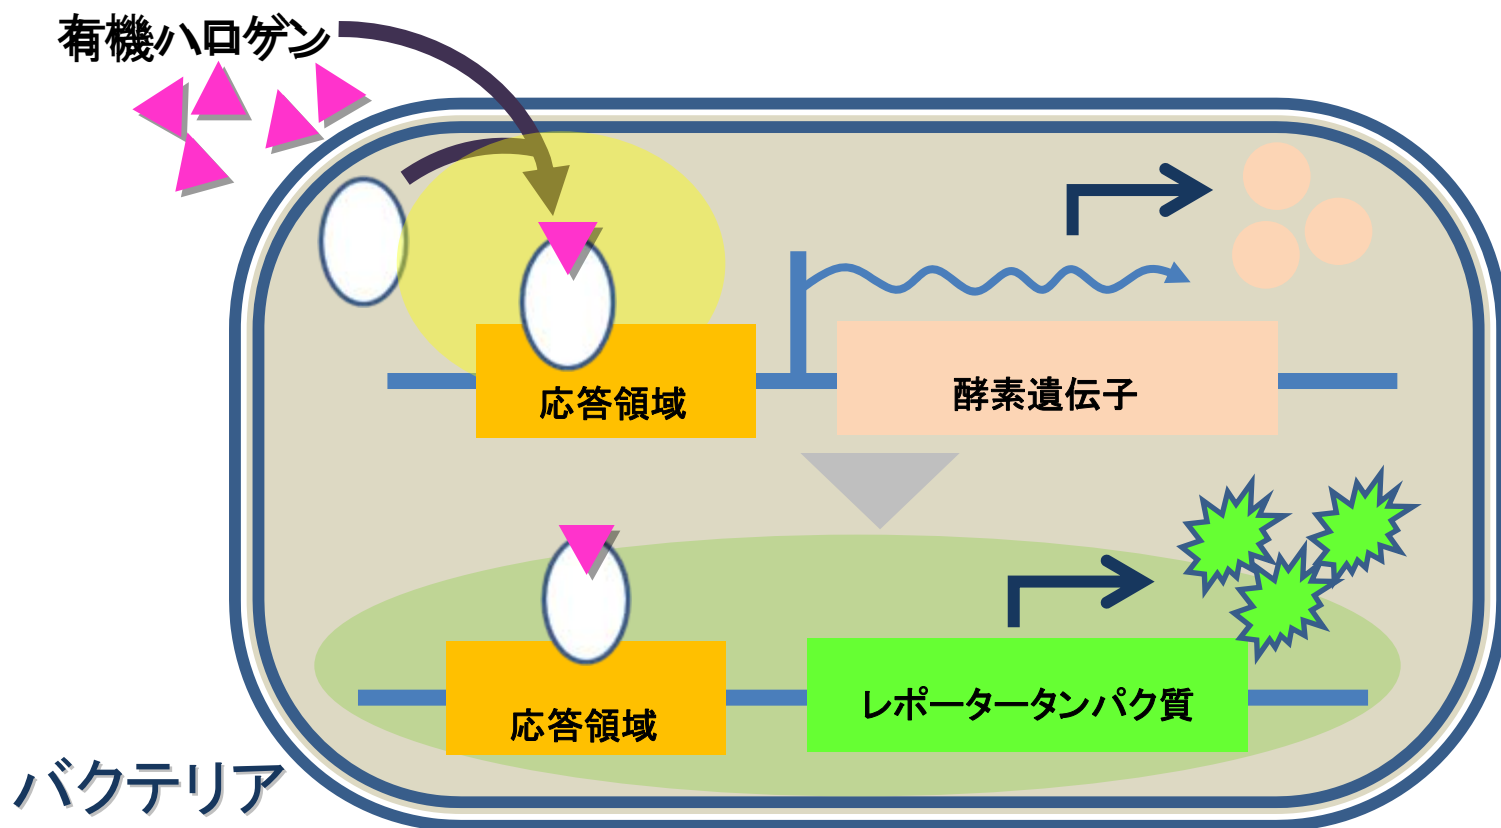 有機ハロゲン
応答領域
酵素遺伝子
応答領域
レポータータンパク質
バクテリア